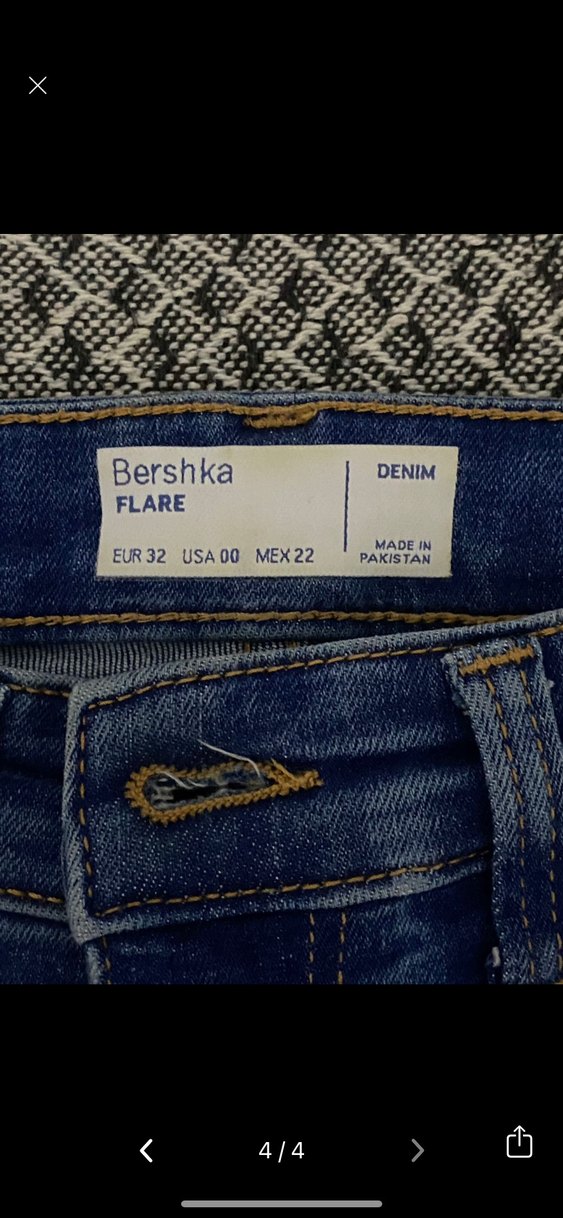 Bershka
FLARE
EUR 32 USA 00 MEX 22
DENIM
MADE IN
PAKISTAN
4 / 4